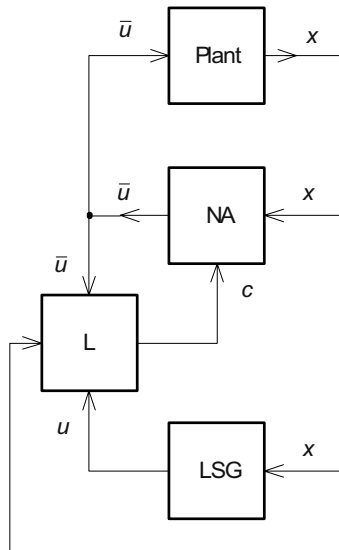 ū Plant x
ū NA x
ū c
L
u LSG x